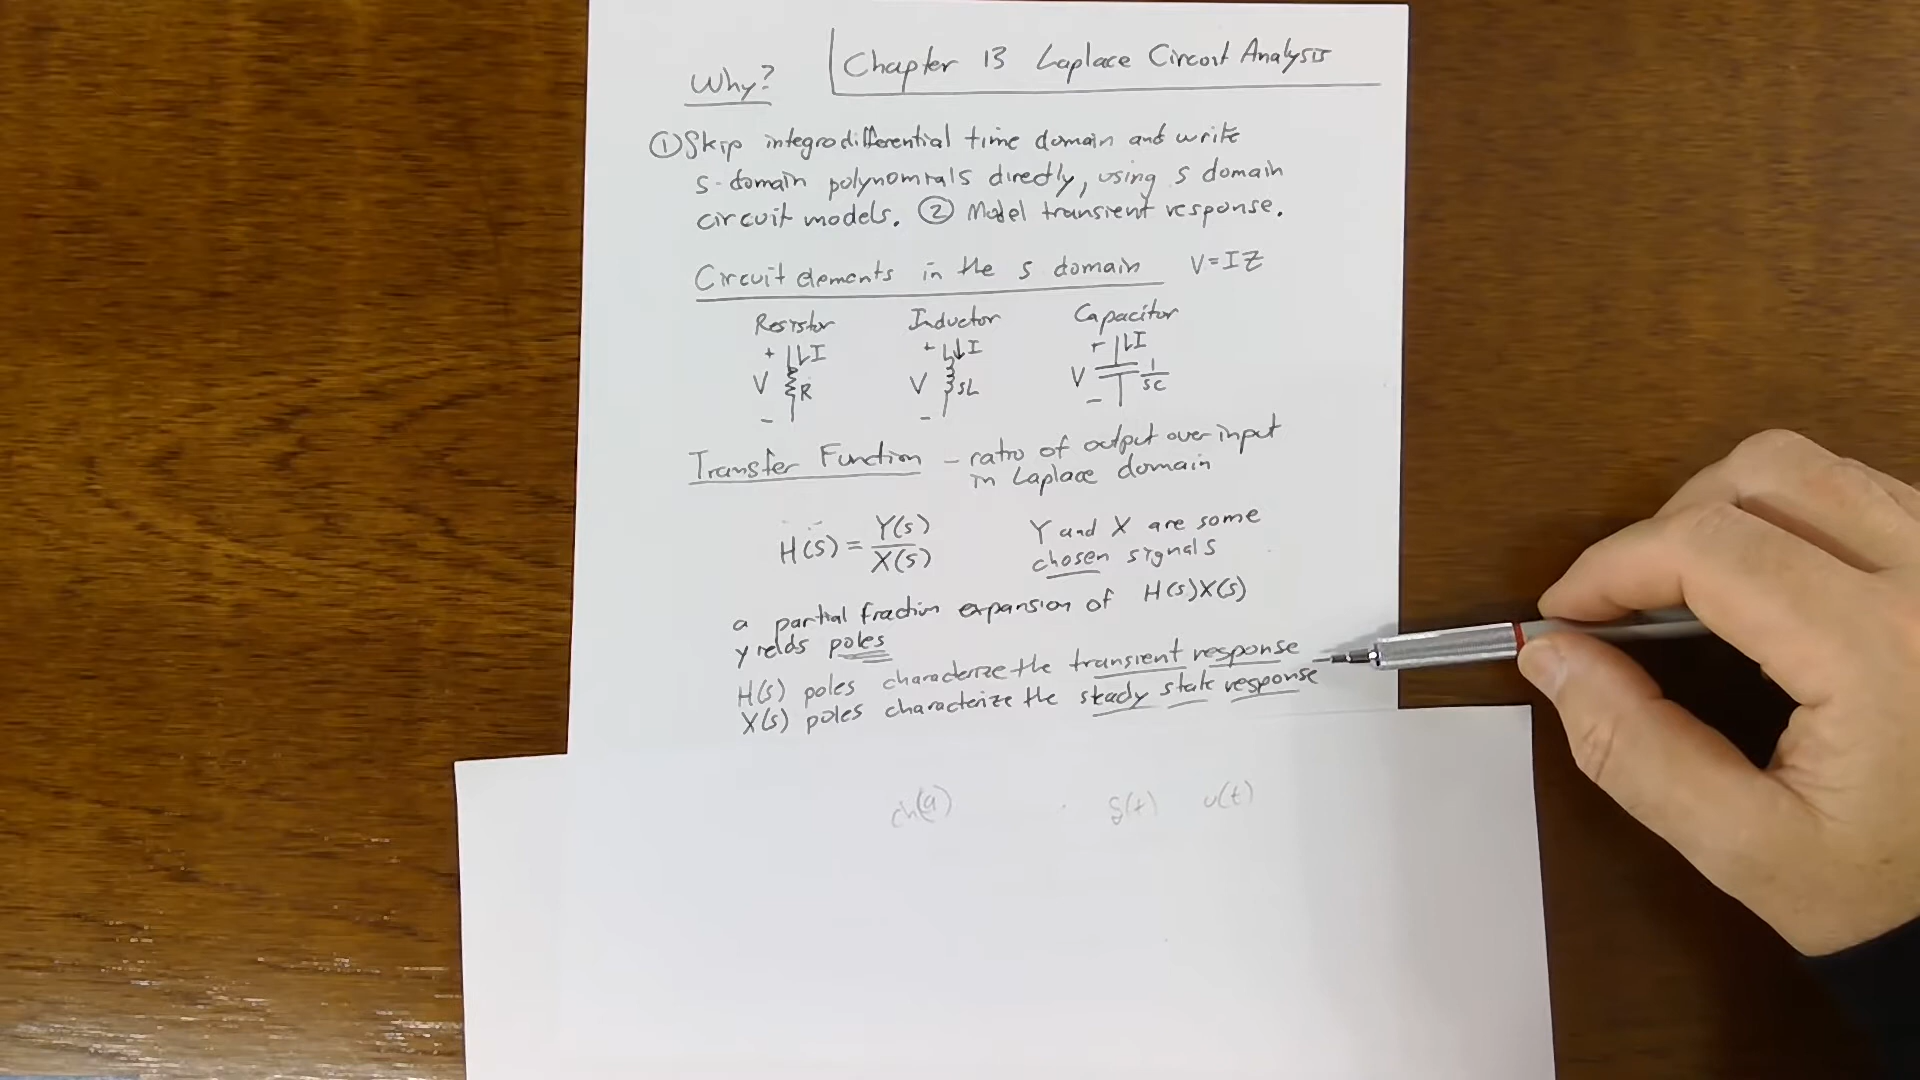 Why?
Chapter 13 Laplace Circuit Analysis
① Skip integrodifferential time domain and write
s-domain polynomials directly, using s domain
circuit models. ② Model transient response.
Circuit elements in the s domain V=IZ
Resistor Inductor Capacitor
+ I + I + I
V R V sL V 1/sC
- - -
Transfer Function - ratio of output over input
in Laplace domain
H(s) = Y(s)/X(s)
Y and X are some
chosen signals
a partial fraction expansion of H(s)X(s)
yields poles
H(s) poles characterize the transient response
X(s) poles characterize the steady state response
u(t)